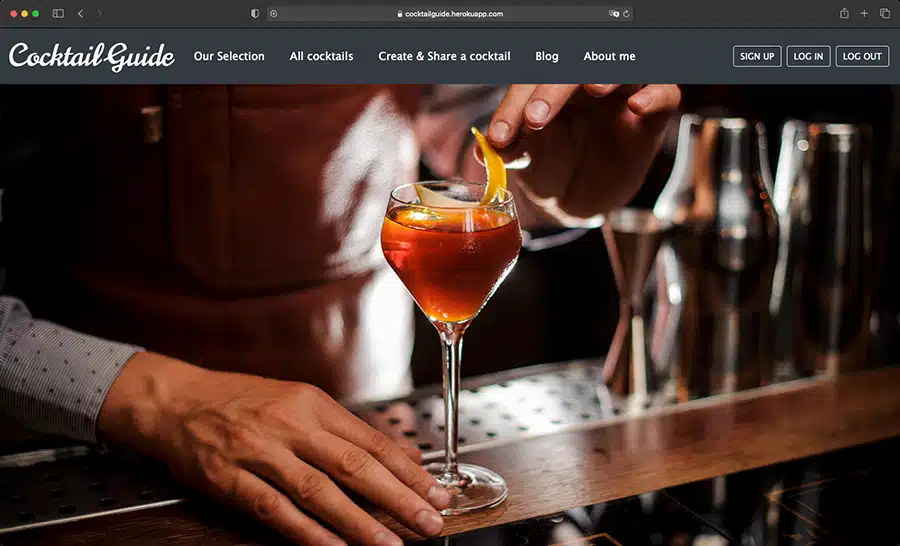 cocktailguide.herokuapp.com
Cocktail Guide
Our Selection
All cocktails
Create & Share a cocktail
Blog
About me
SIGN UP
LOG IN
LOG OUT